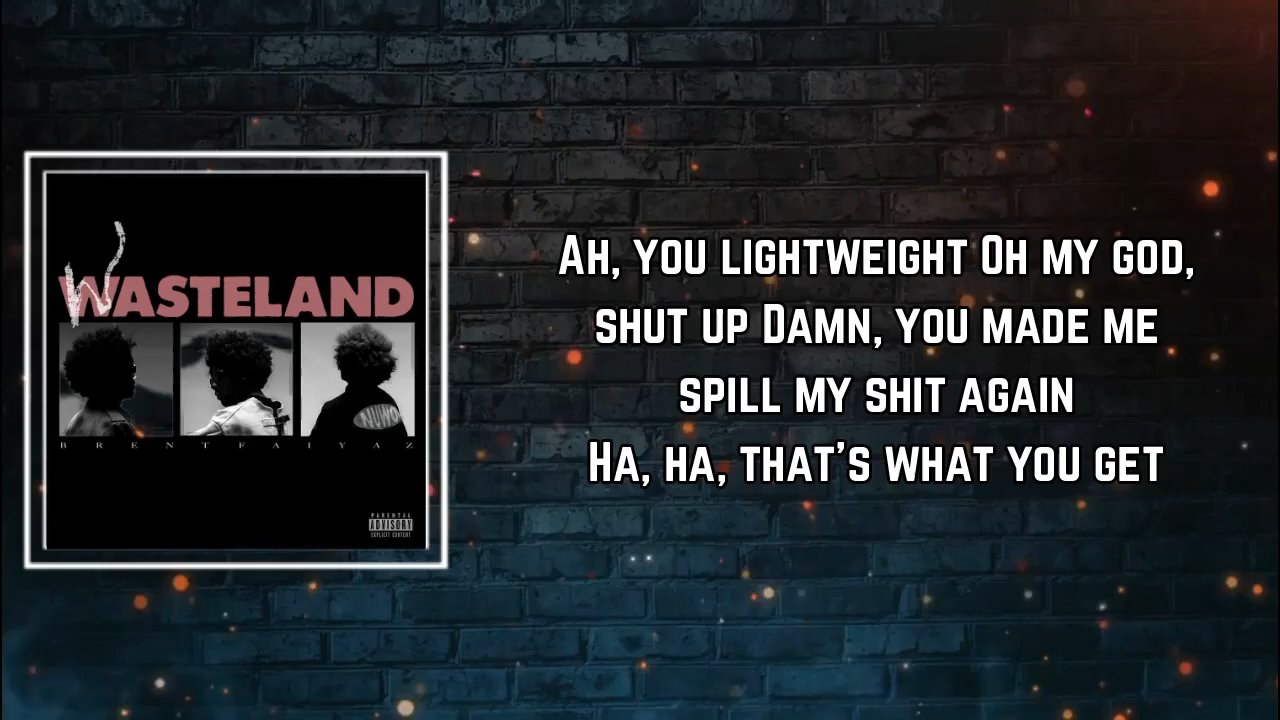 WASTELAND
BRENT FAIYAZ
PARENTAL
ADVISORY
EXPLICIT CONTENT
Ah, you lightweight Oh my god,
shut up Damn, you made me
spill my shit again
Ha, ha, that's what you get